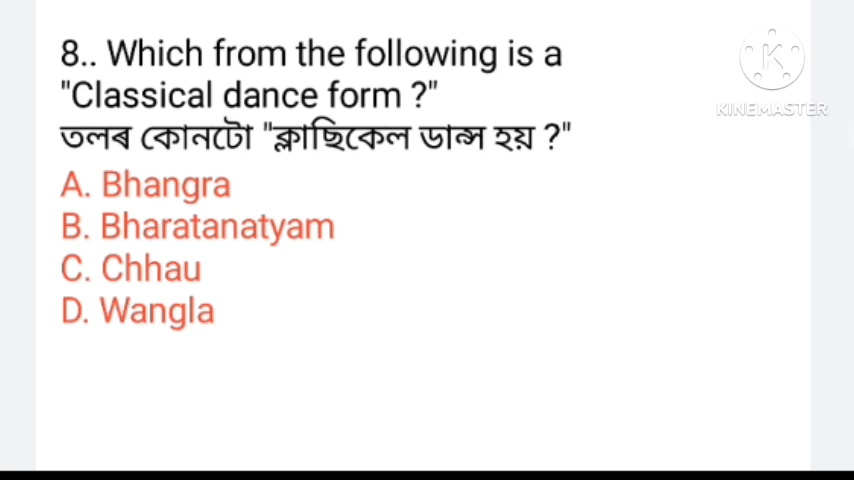 8.. Which from the following is a
"Classical dance form ?"
তলৰ কোনটো "ক্লাছিকেল ডান্স হয় ?"
A. Bhangra
B. Bharatanatyam
C. Chhau
D. Wangla
K
KINEMASTER